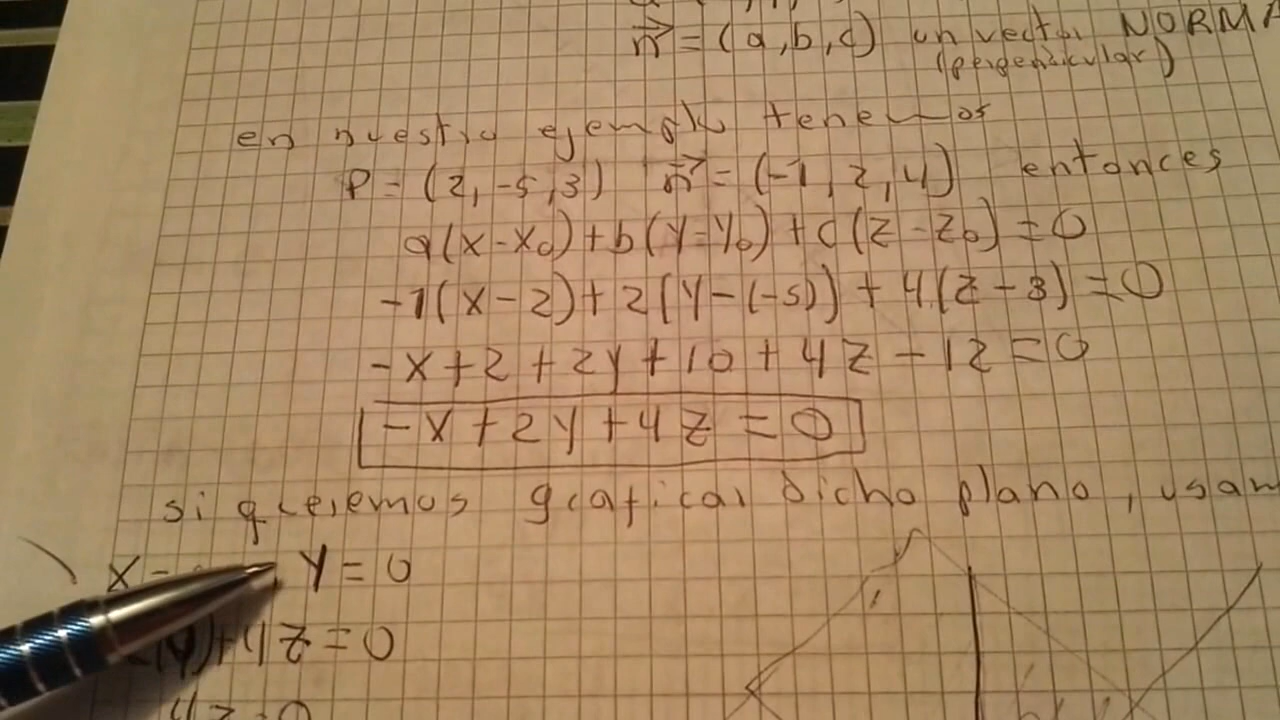 n⃗ = (a, b, c) un vector NORMA
(perpendicular)
en nuestro ejemplo tenemos
P = (2, -5, 3) n⃗ = (-1, 2, 4) entonces
a(x-x₀)+b(y-y₀)+c(z-z₀)=0
-1(x-2)+2(y-(-5))+4(z-3)=0
-x+2+2y+10+4z-12=0
-x+2y+4z=0
si queremos graficar dicho plano, usam
y=0
+4z=0